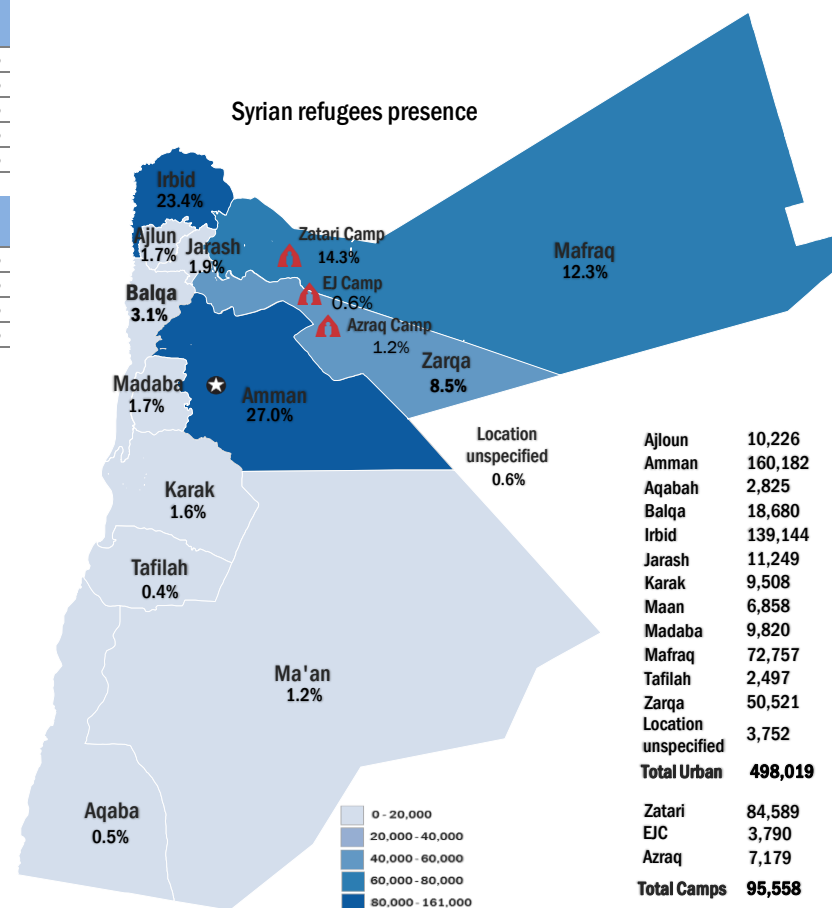 Syrian refugees presence
Irbid
23.4%
Ajlun
1.7%
Jarash
1.9%
Zatari Camp
14.3%
Mafraq
12.3%
EJ Camp
0.6%
Balqa
3.1%
Azraq Camp
1.2%
Zarqa
8.5%
Madaba
1.7%
Amman
27.0%
Location
unspecified
0.6%
Karak
1.6%
Tafilah
0.4%
Ma'an
1.2%
Aqaba
0.5%
0 - 20,000
20,000 - 40,000
40,000 - 60,000
60,000 - 80,000
80,000 - 161,000
Ajloun 10,226
Amman 160,182
Aqabah 2,825
Balqa 18,680
Irbid 139,144
Jarash 11,249
Karak 9,508
Maan 6,858
Madaba 9,820
Mafraq 72,757
Tafilah 2,497
Zarqa 50,521
Location
unspecified 3,752
Total Urban 498,019
Zatari 84,589
EJC 3,790
Azraq 7,179
Total Camps 95,558